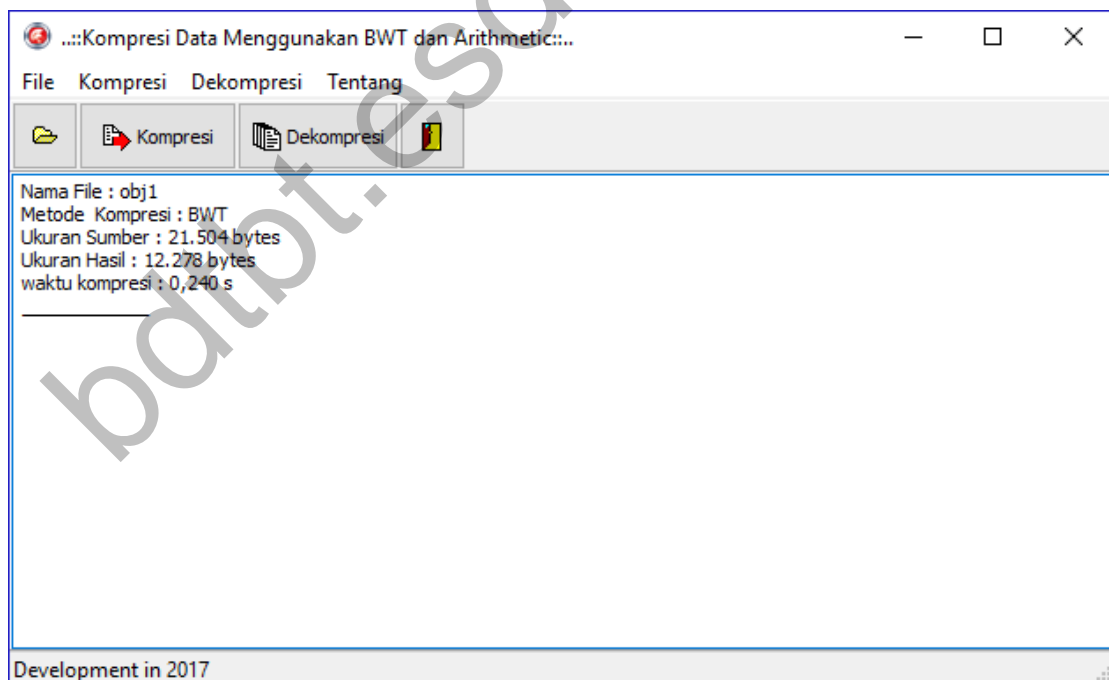 ..::Kompresi Data Menggunakan BWT dan Arithmetic::..
File Kompresi Dekompresi Tentang
Kompresi Dekompresi
Nama File : obj1
Metode  Kompresi : BWT
Ukuran Sumber : 21.504 bytes
Ukuran Hasil : 12.278 bytes
waktu kompresi : 0,240 s
Development in 2017
bdtbt.esd